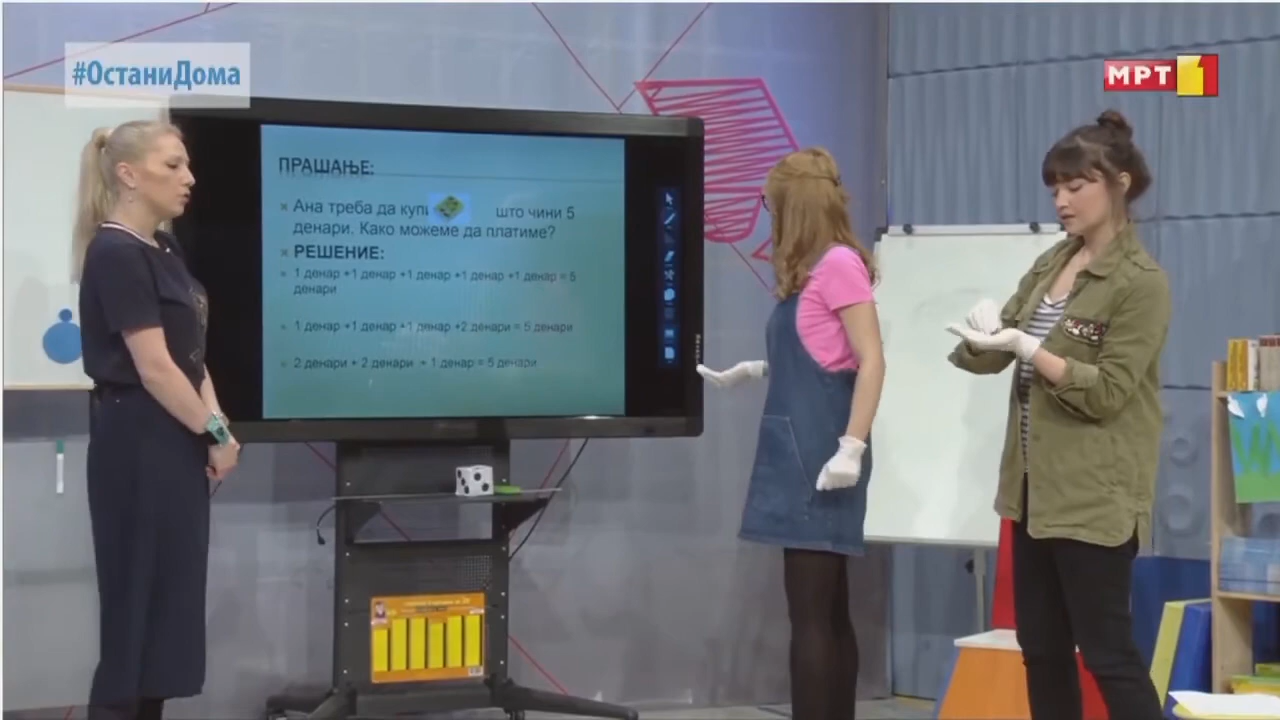 #ОстаниДома
МРТ 1
ПРАШАЊЕ:
Ана треба да купи што чини 5
денари. Како можеме да платиме?
РЕШЕНИЕ:
1 денар +1 денар +1 денар +1 денар +1 денар = 5
денари
1 денар +1 денар +1 денар +2 денари = 5 денари
2 денари + 2 денари + 1 денар = 5 денари